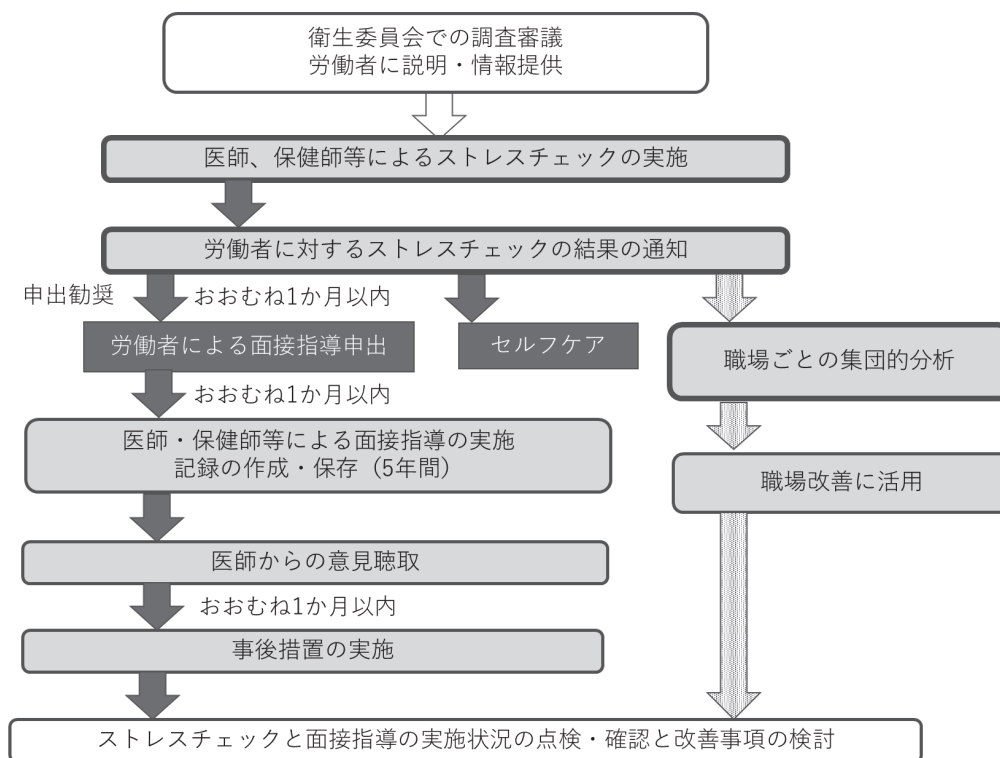 衛生委員会での調査審議
労働者に説明・情報提供
医師、保健師等によるストレスチェックの実施
労働者に対するストレスチェックの結果の通知
申出勧奨
おおむね1か月以内
労働者による面接指導申出
セルフケア
職場ごとの集団的分析
おおむね1か月以内
医師・保健師等による面接指導の実施
記録の作成・保存（5年間）
職場改善に活用
医師からの意見聴取
おおむね1か月以内
事後措置の実施
ストレスチェックと面接指導の実施状況の点検・確認と改善事項の検討